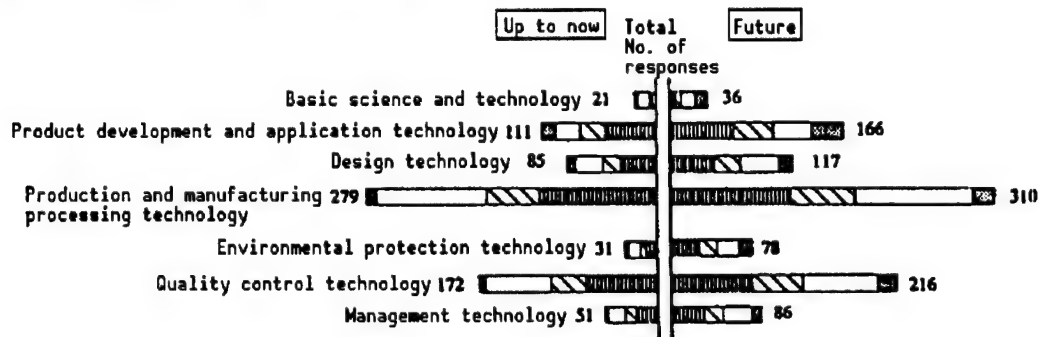 Up to now Total Future
No. of
responses
Basic science and technology 21 36
Product development and application technology 111 166
Design technology 85 117
Production and manufacturing 279 310
processing technology
Environmental protection technology 31 78
Quality control technology 172 216
Management technology 51 86